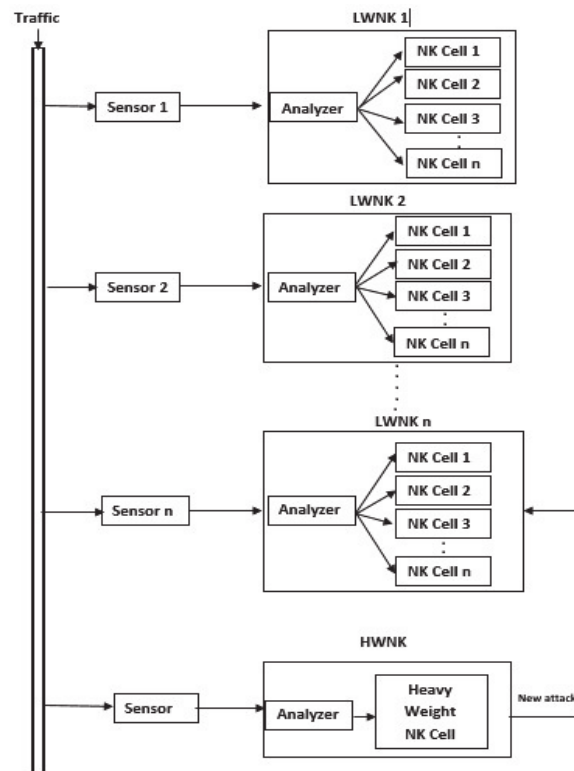 Traffic
LWNK 1
Sensor 1
Analyzer
NK Cell 1
NK Cell 2
NK Cell 3
NK Cell n
LWNK 2
Sensor 2
Analyzer
NK Cell 1
NK Cell 2
NK Cell 3
NK Cell n
LWNK n
Sensor n
Analyzer
NK Cell 1
NK Cell 2
NK Cell 3
NK Cell n
HWNK
Sensor
Analyzer
Heavy
Weight
NK Cell
New attack